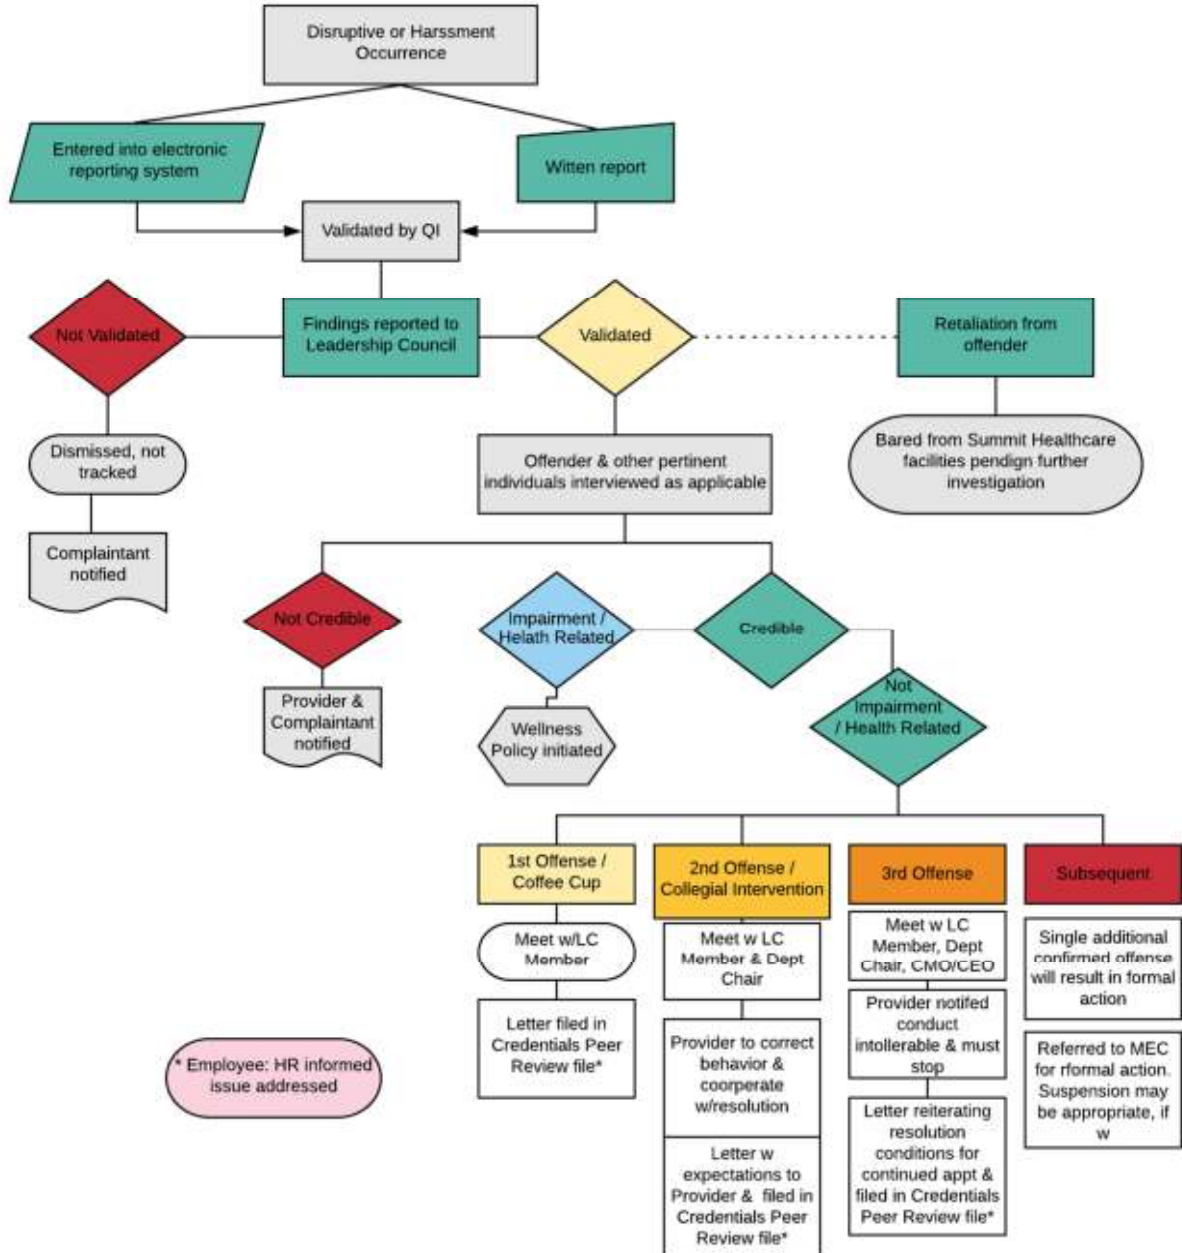 Disruptive or Harssment
Occurrence
Entered into electronic
reporting system
Witten report
Validated by QI
Not Validated
Findings reported to
Leadership Council
Validated
Retaliation from
offender
Dismissed, not
tracked
Offender & other pertinent
individuals interviewed as applicable
Bared from Summit Healthcare
facilities pendign further
investigation
Complaintant
notified
Not Credible
Impairment /
Helath Related
Credible
Not
Impairment
/ Health Related
Provider &
Complaintant
notified
Wellness
Policy initiated
1st Offense /
Coffee Cup
2nd Offense /
Collegial Intervention
3rd Offense
Subsequent
Meet w/LC
Member
Meet w LC
Member & Dept
Chair
Meet w LC
Member, Dept
Chair, CMO/CEO
Single additional
confirmed offense
will result in formal
action
Letter filed in
Credentials Peer
Review file*
Provider to correct
behavior &
coorperate
w/resolution
Provider notifed
conduct
intollerable & must
stop
Referred to MEC
for rformal action.
Suspension may
be appropriate, if
w
* Employee: HR informed
issue addressed
Letter w
expectations to
Provider & filed in
Credentials Peer
Review file*
Letter reiterating
resolution
conditions for
continued appt &
filed in Credentials
Peer Review file*